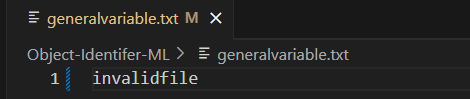 generalvariable.txt M ×
Object-Identifer-ML > generalvariable.txt
1 invalidfile